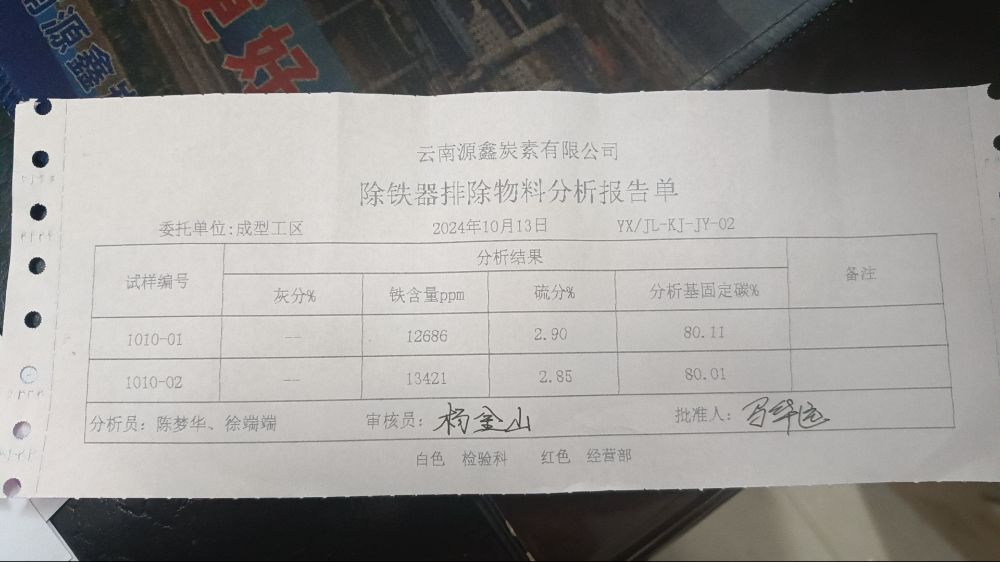 更好
南源鑫
云南源鑫炭素有限公司
除铁器排除物料分析报告单
委托单位:成型工区 2024年10月13日 YX/JL-KJ-JY-02
试样编号 分析结果 备注
灰分% 铁含量ppm 硫分% 分析基固定碳%
1010-01 -- 12686 2.90 80.11
1010-02 -- 13421 2.85 80.01
分析员: 陈梦华、徐端端 审核员: 杨金山 批准人:
白色 检验科 红色 经营部